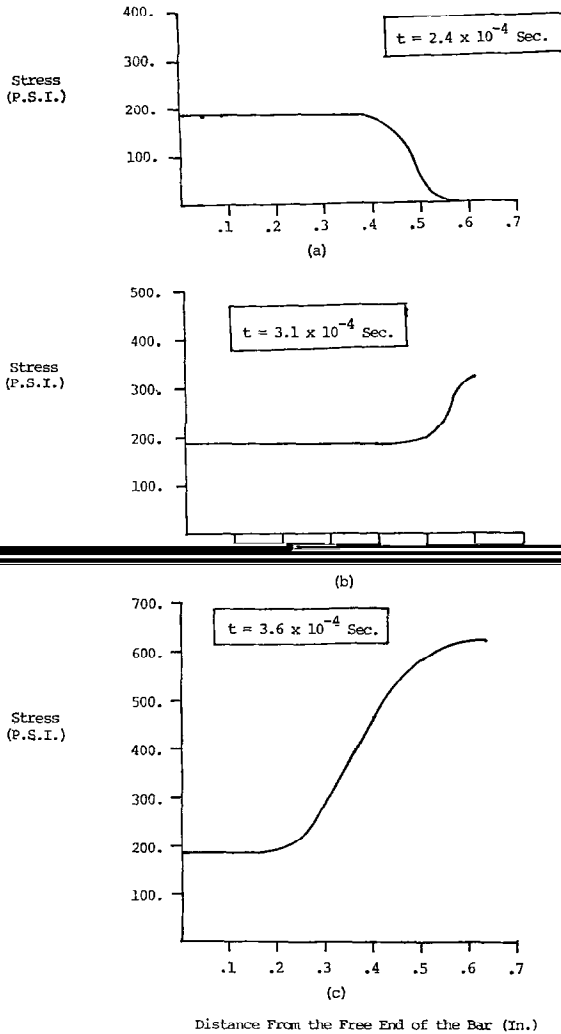 400.
t = 2.4 x 10-4 Sec.
300.
Stress
(P.S.I.)
200.
100.
.1 .2 .3 .4 .5 .6 .7
(a)
500.
t = 3.1 x 10-4 Sec.
400.
Stress
(P.S.I.)
300.
200.
100.
(b)
700.
t = 3.6 x 10-4 Sec.
600.
Stress
(P.S.I.)
500.
400.
300.
200.
100.
.1 .2 .3 .4 .5 .6 .7
(c)
Distance From the Free End of the Bar (In.)